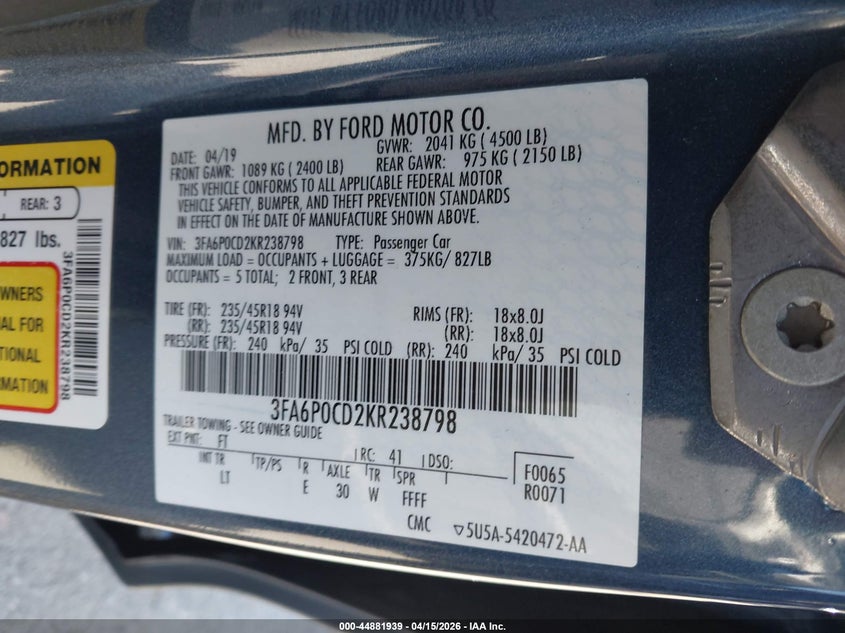 MFD. BY FORD MOTOR CO.
DATE: 04/19
GVWR: 2041 KG ( 4500 LB)
FRONT GAWR: 1089 KG ( 2400 LB)
REAR GAWR: 975 KG ( 2150 LB)
THIS VEHICLE CONFORMS TO ALL APPLICABLE FEDERAL MOTOR
VEHICLE SAFETY, BUMPER, AND THEFT PREVENTION STANDARDS
IN EFFECT ON THE DATE OF MANUFACTURE SHOWN ABOVE.
VIN: 3FA6P0CD2KR238798 TYPE: Passenger Car
MAXIMUM LOAD = OCCUPANTS + LUGGAGE = 375KG/ 827LB
OCCUPANTS = 5 TOTAL; 2 FRONT, 3 REAR
TIRE (FR): 235/45R18 94V RIMS (FR): 18x8.0J
(RR): 235/45R18 94V (RR): 18x8.0J
PRESSURE (FR): 240 kPa/ 35 PSI COLD (RR): 240 kPa/ 35 PSI COLD
3FA6P0CD2KR238798
TRAILER TOWING - SEE OWNER GUIDE
EXT PNT: FT RC: 41 DSO:
INT TR TP/PS R AXLE TR SPR
LT E 30 W FFFF
F0065
R0071
CMC 5U5A-5420472-AA
ORMATION
REAR: 3
827 lbs.
WNERS
AL FOR
TIONAL
RMATION
3FA6P0CD2KR238798
000-44881939 - 04/15/2026 - IAA Inc.